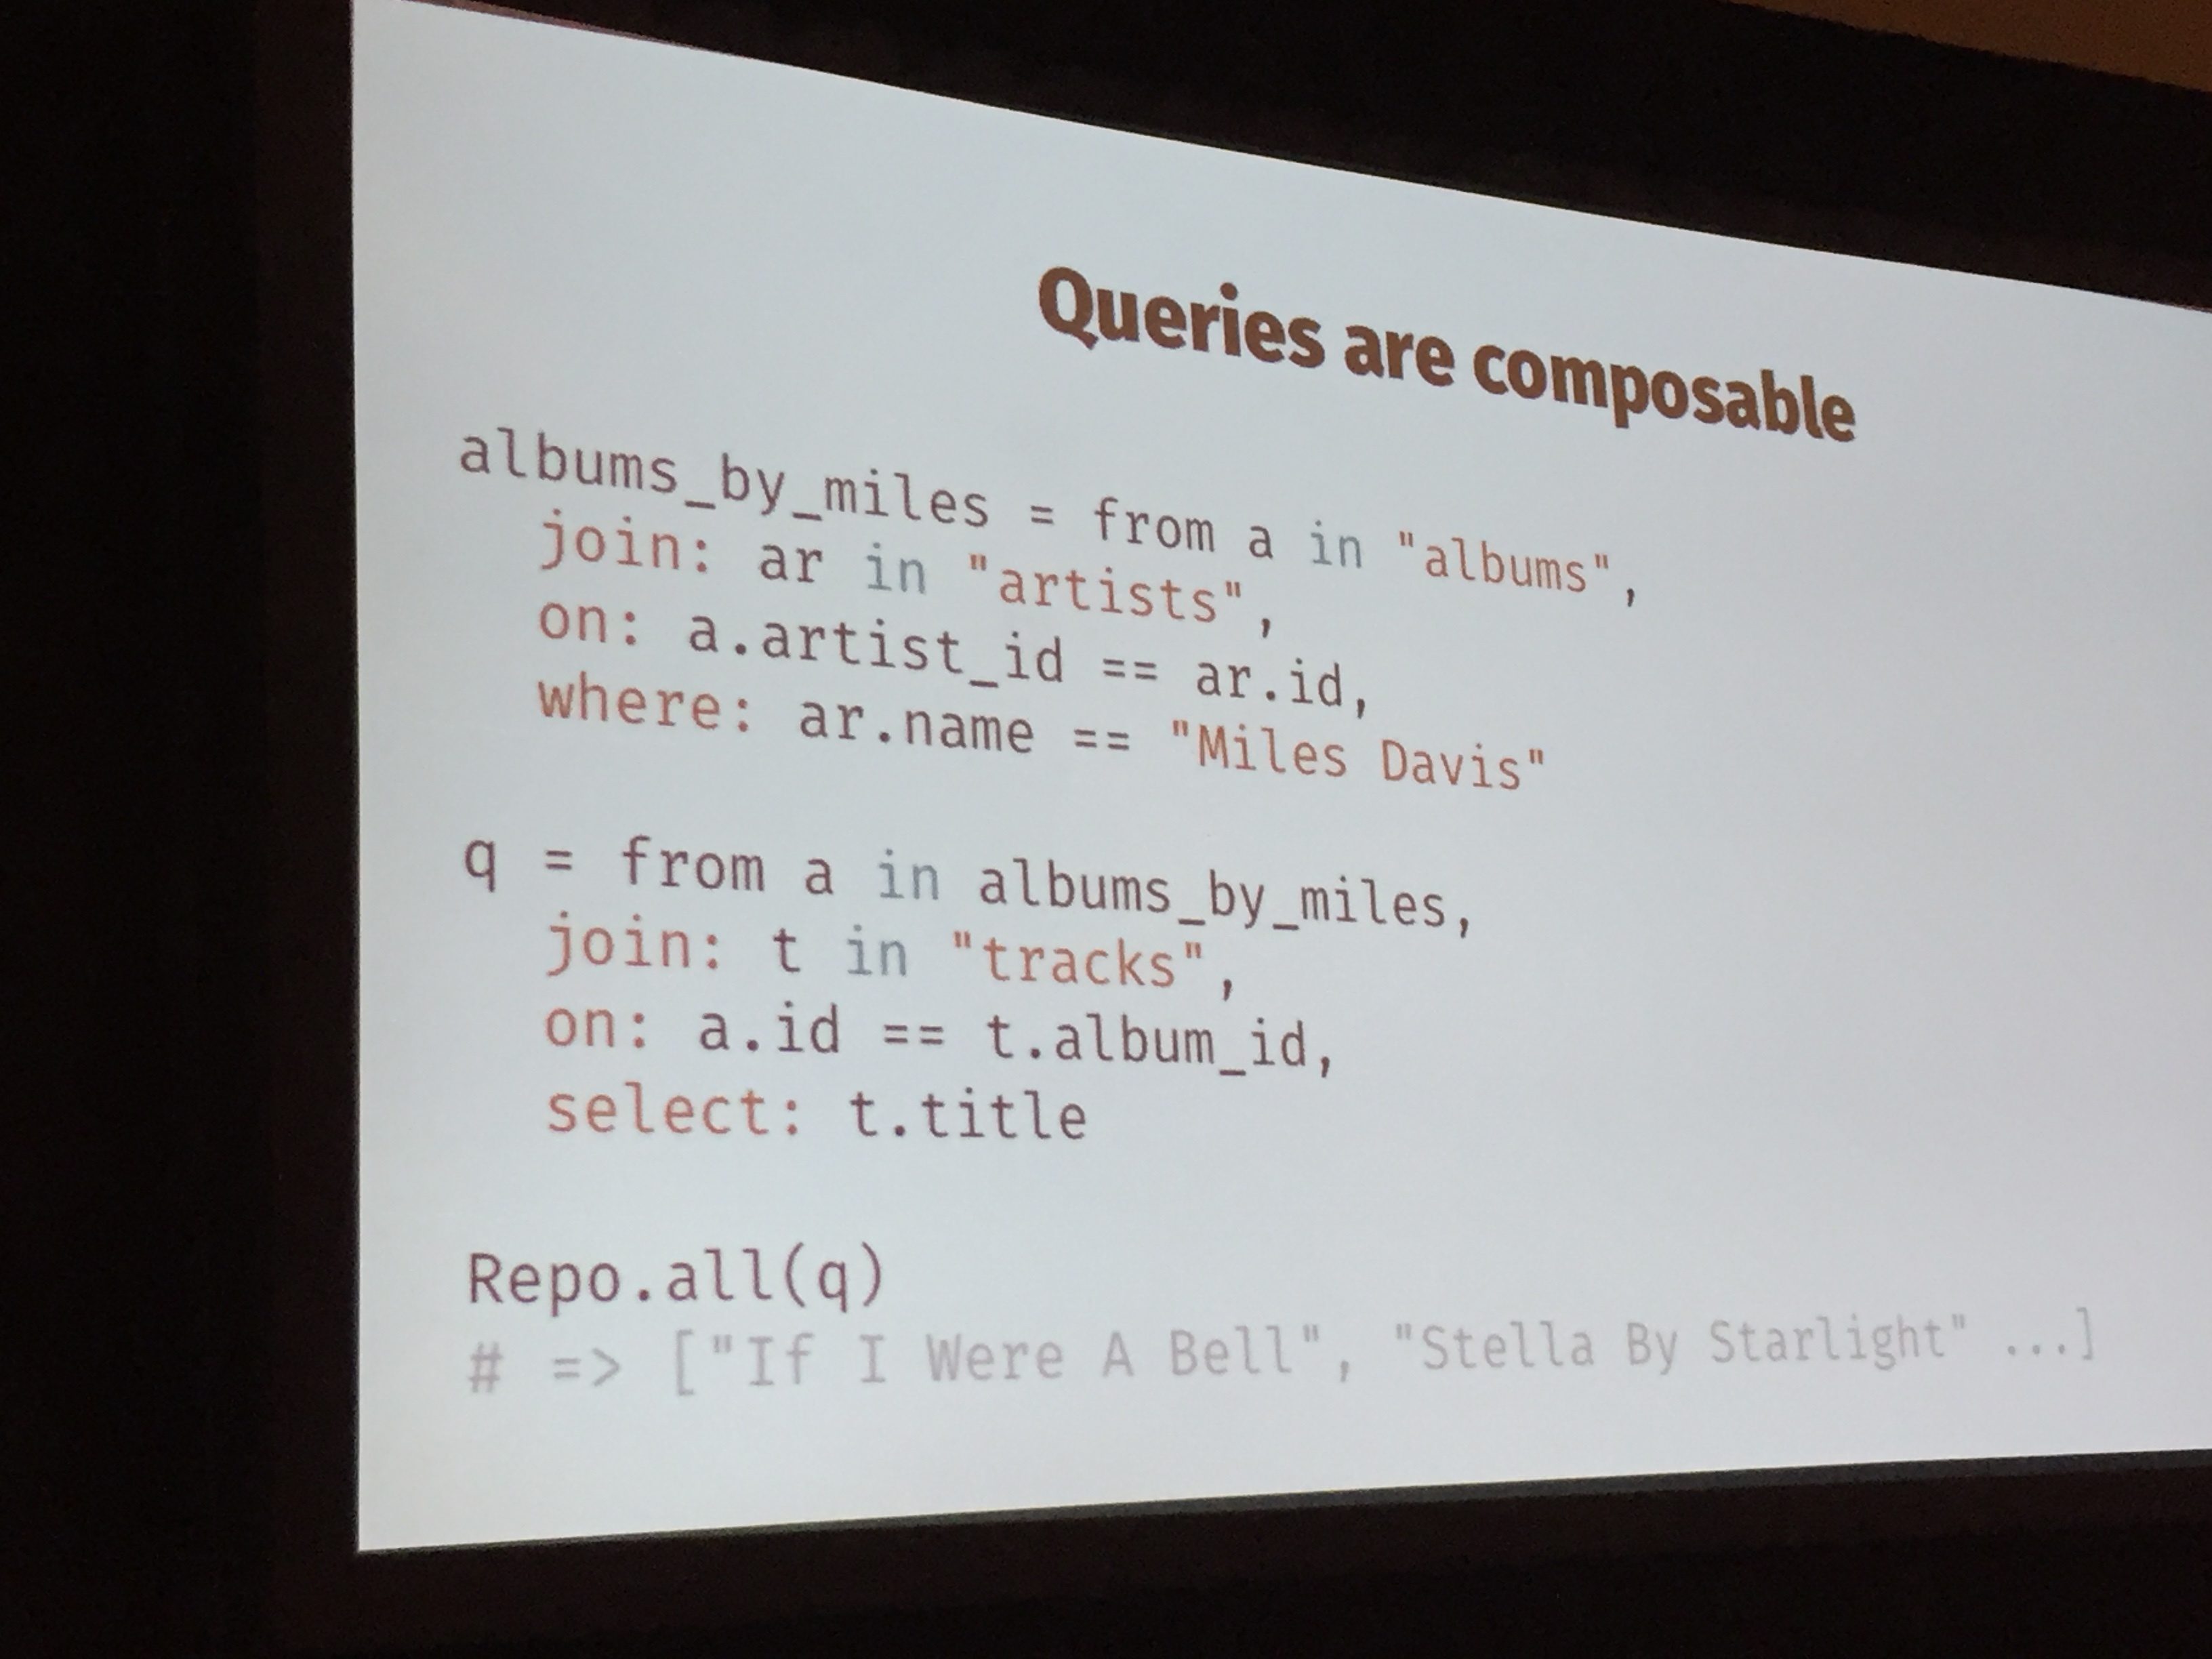 Queries are composable
albums_by_miles = from a in "albums",
  join: ar in "artists",
  on: a.artist_id == ar.id,
  where: ar.name == "Miles Davis"
q = from a in albums_by_miles,
  join: t in "tracks",
  on: a.id == t.album_id,
  select: t.title
Repo.all(q)
# => ["If I Were A Bell", "Stella By Starlight" ...]